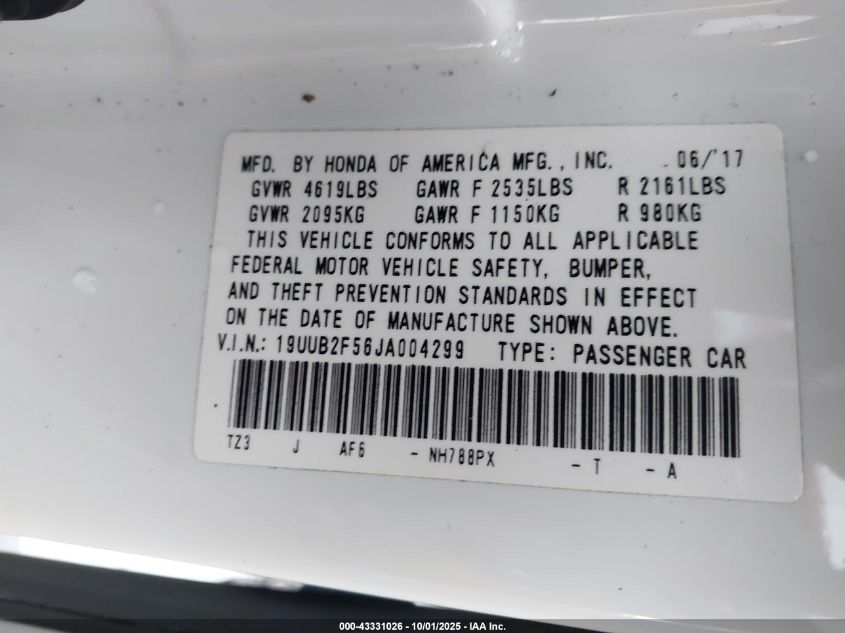 MFD. BY HONDA OF AMERICA MFG., INC. 06/'17
GVWR 4619LBS GAWR F 2535LBS R 2161LBS
GVWR 2095KG GAWR F 1150KG R 980KG
THIS VEHICLE CONFORMS TO ALL APPLICABLE
FEDERAL MOTOR VEHICLE SAFETY, BUMPER,
AND THEFT PREVENTION STANDARDS IN EFFECT
ON THE DATE OF MANUFACTURE SHOWN ABOVE.
V.I.N.: 19UUB2F56JA004299 TYPE: PASSENGER CAR
TZ3 J AF6 - NH788PX - T - A
000-43331026 - 10/01/2025 - IAA Inc.